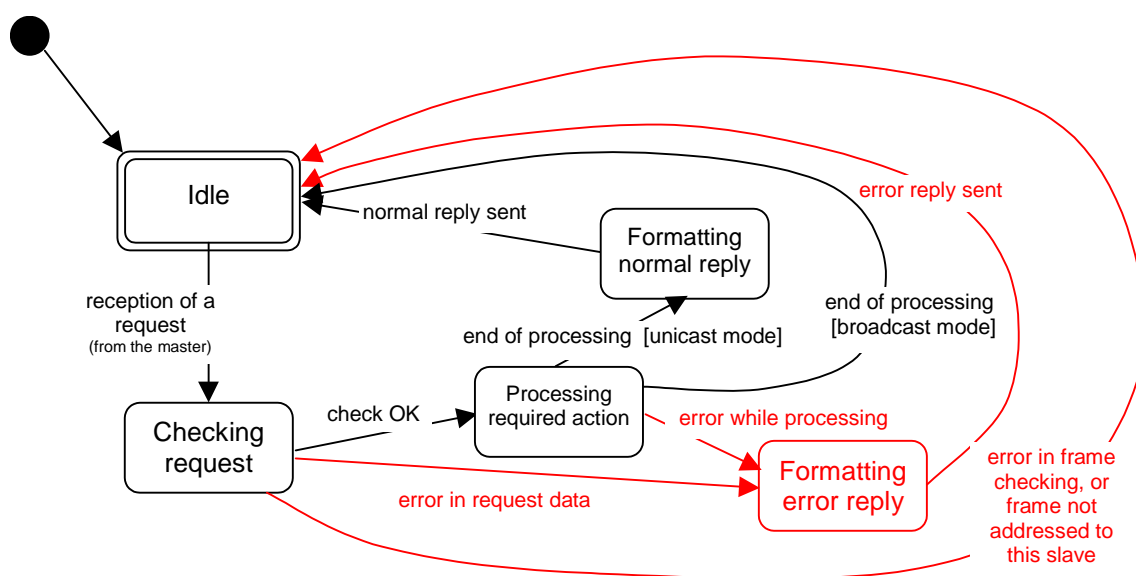 Idle
error reply sent
normal reply sent
Formatting
normal reply
reception of a
request
(from the master)
end of processing
[broadcast mode]
end of processing [unicast mode]
Processing
required action
check OK
error while processing
Checking
request
Formatting
error reply
error in request data
error in frame
checking, or
frame not
addressed to
this slave